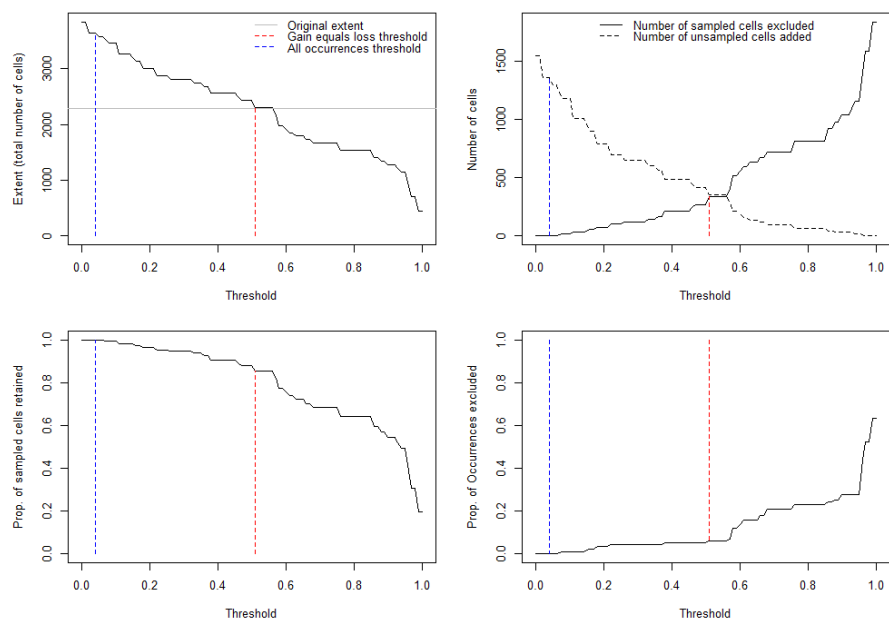 Original extent
Gain equals loss threshold
All occurrences threshold
Extent (total number of cells)
0 1000 2000 3000
0.0 0.2 0.4 0.6 0.8 1.0
Threshold
Number of sampled cells excluded
Number of unsampled cells added
Number of cells
0 500 1000 1500
0.0 0.2 0.4 0.6 0.8 1.0
Threshold
Prop. of sampled cells retained
0.0 0.2 0.4 0.6 0.8 1.0
0.0 0.2 0.4 0.6 0.8 1.0
Threshold
Prop. of Occurrences excluded
0.0 0.2 0.4 0.6 0.8 1.0
0.0 0.2 0.4 0.6 0.8 1.0
Threshold